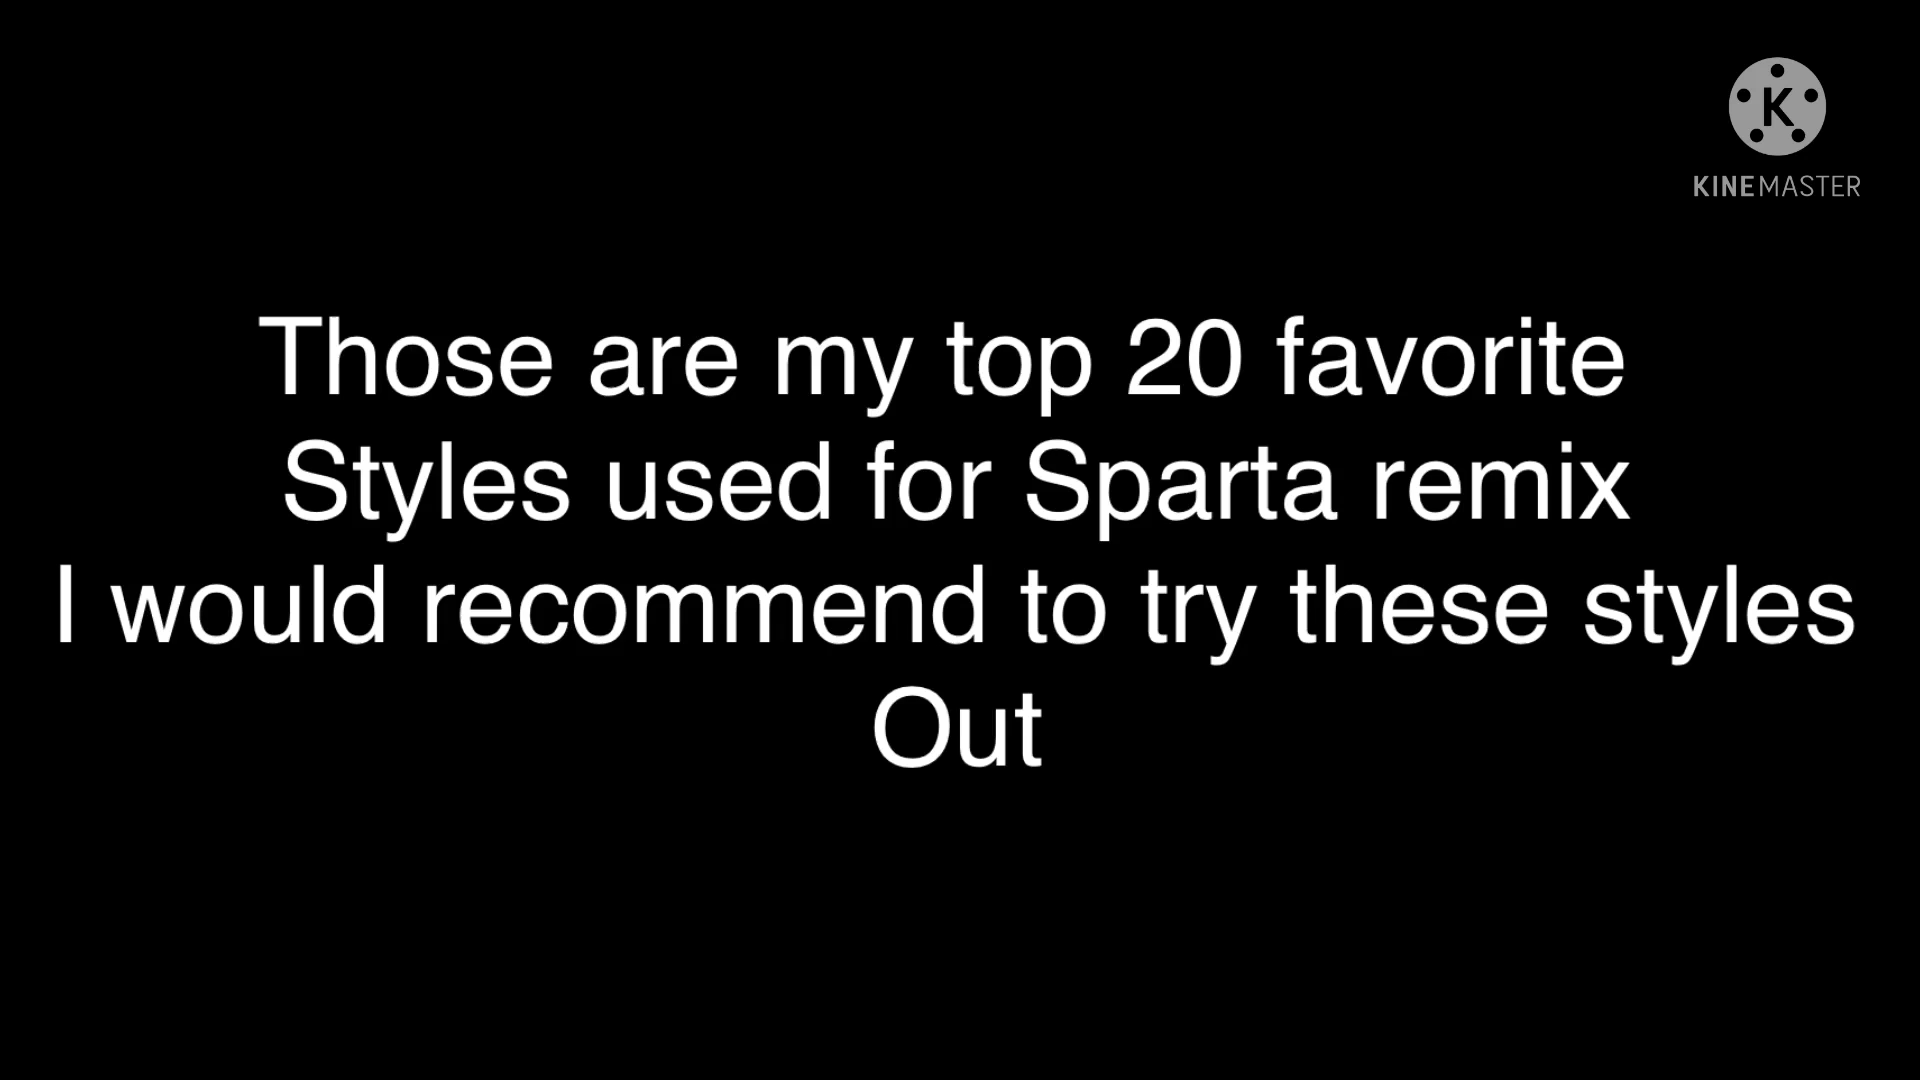 K
KINEMASTER
Those are my top 20 favorite
Styles used for Sparta remix
I would recommend to try these styles
Out